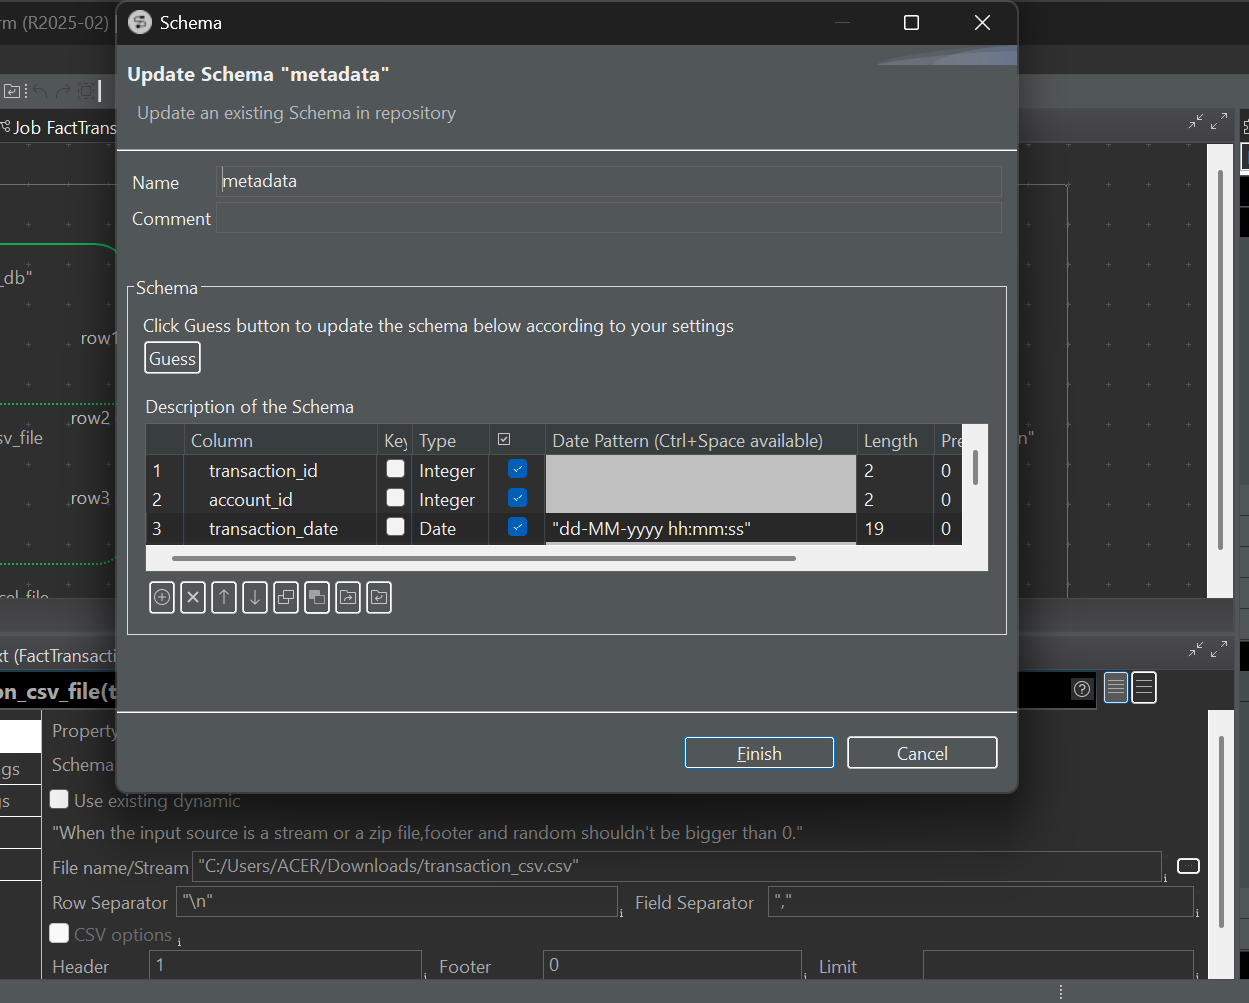 rm (R2025-02)
Schema
Update Schema "metadata"
Update an existing Schema in repository
Job FactTrans
Name metadata
Comment
_db"
Schema
Click Guess button to update the schema below according to your settings
row1
Guess
Description of the Schema
row2
sv_file
n"
Column Key Type Date Pattern (Ctrl+Space available) Length Pre
1 transaction_id Integer 2 0
2 account_id Integer 2 0
row3
3 transaction_date Date "dd-MM-yyyy hh:mm:ss" 19 0
cel_file
xt (FactTransacti
on_csv_file(t
Property
Finish Cancel
Schema
gs
s
Use existing dynamic
"When the input source is a stream or a zip file,footer and random shouldn't be bigger than 0."
File name/Stream "C:/Users/ACER/Downloads/transaction_csv.csv"
Row Separator "\n" Field Separator ","
CSV options
Header 1 Footer 0 Limit